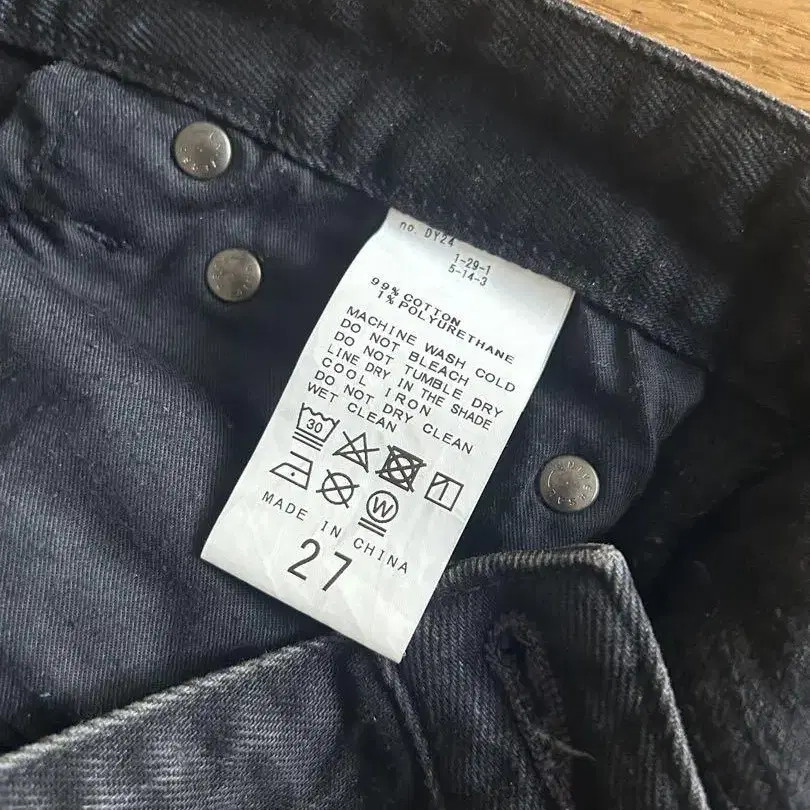 no. DY24
1-29-1
5-14-3
99% COTTON
1% POLYURETHANE
MACHINE WASH COLD
DO NOT BLEACH
DO NOT TUMBLE DRY
LINE DRY IN THE SHADE
COOL IRON
DO NOT DRY CLEAN
WET CLEAN
30
W
MADE IN CHINA
27